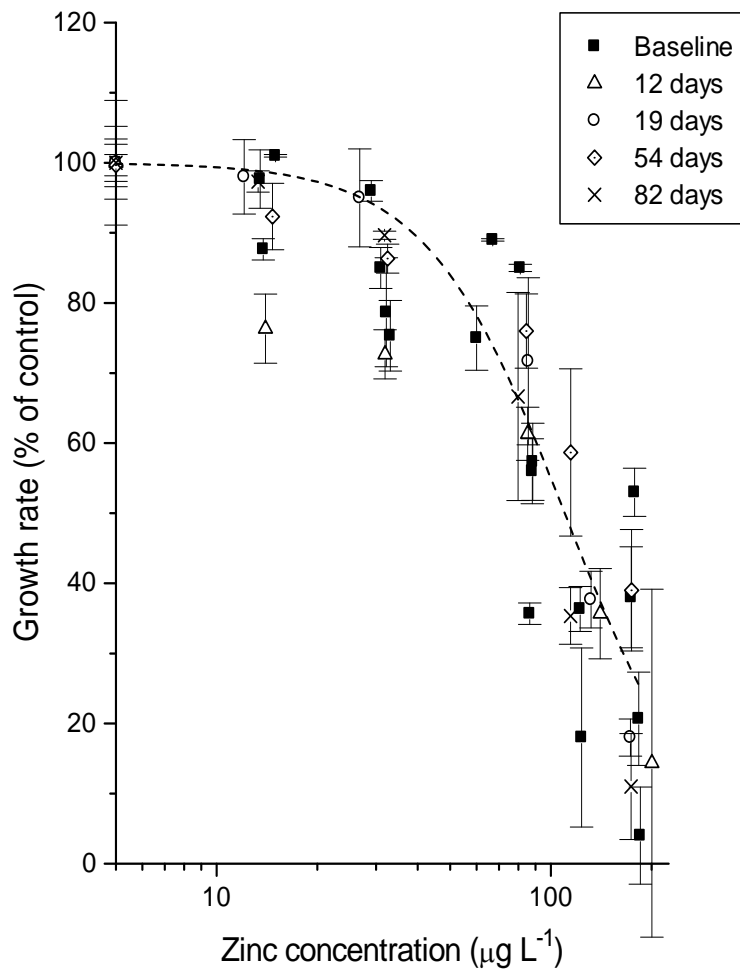 120
100
80
60
40
20
0
10
100
Growth rate (% of control)
Zinc concentration (μg L⁻¹)
Baseline
12 days
19 days
54 days
82 days